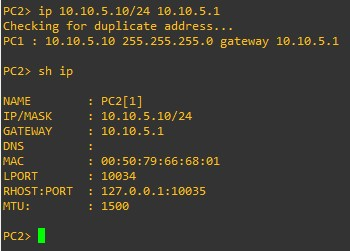 PC2> ip 10.10.5.10/24 10.10.5.1
Checking for duplicate address...
PC1 : 10.10.5.10 255.255.255.0 gateway 10.10.5.1
PC2> sh ip
NAME        : PC2[1]
IP/MASK     : 10.10.5.10/24
GATEWAY     : 10.10.5.1
DNS         :
MAC         : 00:50:79:66:68:01
LPORT       : 10034
RHOST:PORT  : 127.0.0.1:10035
MTU:        : 1500
PC2>